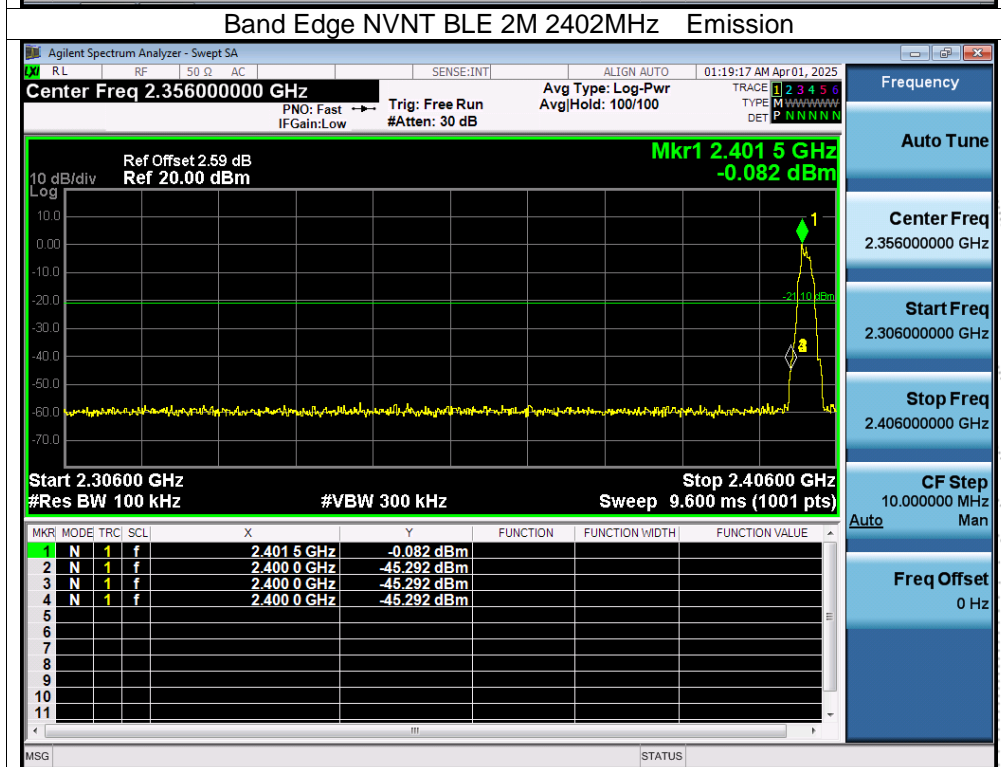 Band Edge NVNT BLE 2M 2402MHz Emission
Agilent Spectrum Analyzer - Swept SA
LXI RL RF 50 Ω AC SENSE:INT ALIGN AUTO 01:19:17 AM Apr 01, 2025
Center Freq 2.356000000 GHz
PNO: Fast
IFGain:Low
Trig: Free Run
#Atten: 30 dB
Avg Type: Log-Pwr
Avg|Hold: 100/100
TRACE 1 2 3 4 5 6
TYPE M WWWWW
DET P N N N N N
Frequency
Mkr1 2.401 5 GHz
-0.082 dBm
Ref Offset 2.59 dB
Ref 20.00 dBm
10 dB/div
Log
10.0
0.00
-10.0
-20.0
-30.0
-40.0
-50.0
-60.0
-70.0
1
-21.10 dBm
Start 2.30600 GHz
Stop 2.40600 GHz
#Res BW 100 kHz
#VBW 300 kHz
Sweep 9.600 ms (1001 pts)
MKR MODE TRC SCL X Y FUNCTION FUNCTION WIDTH FUNCTION VALUE
1 N 1 f 2.401 5 GHz -0.082 dBm
2 N 1 f 2.400 0 GHz -45.292 dBm
3 N 1 f 2.400 0 GHz -45.292 dBm
4 N 1 f 2.400 0 GHz -45.292 dBm
5
6
7
8
9
10
11
MSG
STATUS
Auto Tune
Center Freq
2.356000000 GHz
Start Freq
2.306000000 GHz
Stop Freq
2.406000000 GHz
CF Step
10.000000 MHz
Auto Man
Freq Offset
0 Hz